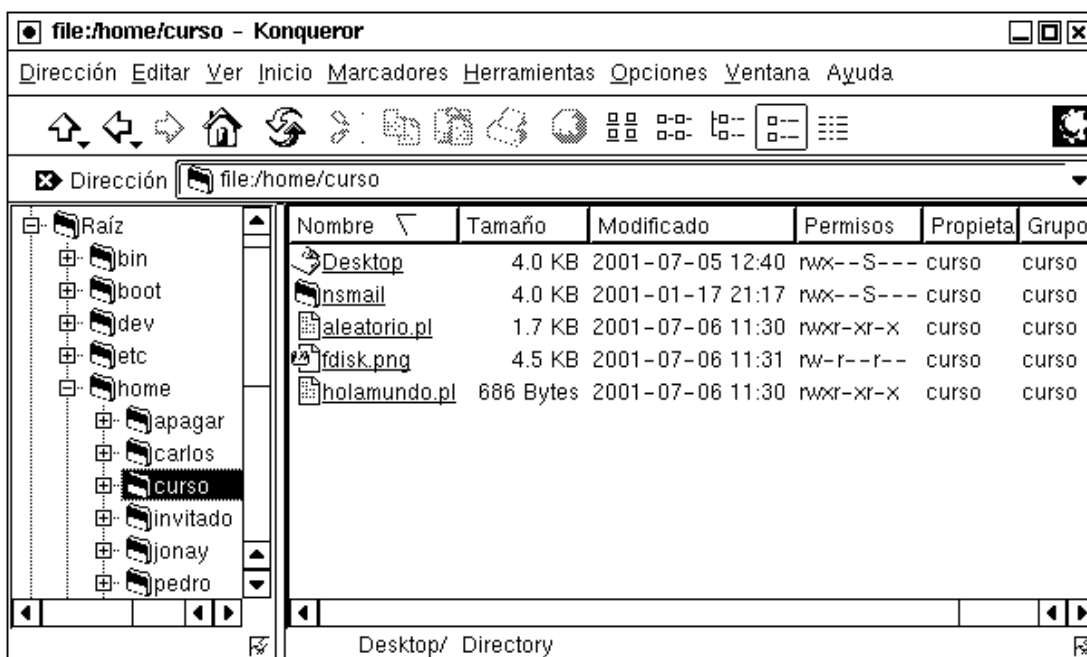 file:/home/curso - Konqueror
Dirección Editar Ver Inicio Marcadores Herramientas Opciones Ventana Ayuda
Dirección file:/home/curso
Raíz
bin
boot
dev
etc
home
apagar
carlos
curso
invitado
jonay
pedro
Nombre Tamaño Modificado Permisos Propieta Grupo
Desktop 4.0 KB 2001-07-05 12:40 rwx--S--- curso curso
nsmail 4.0 KB 2001-01-17 21:17 rwx--S--- curso curso
aleatorio.pl 1.7 KB 2001-07-06 11:30 rwxr-xr-x curso curso
fdisk.png 4.5 KB 2001-07-06 11:31 rw-r--r-- curso curso
holamundo.pl 686 Bytes 2001-07-06 11:30 rwxr-xr-x curso curso
Desktop/ Directory